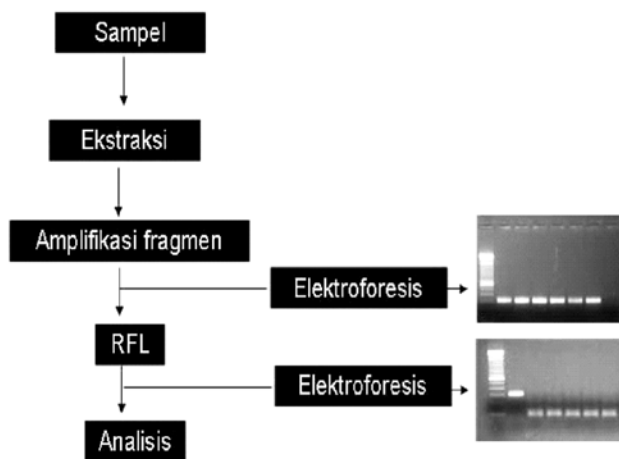 Sampel
Ekstraksi
Amplifikasi fragmen
Elektroforesis
RFL
Elektroforesis
Analisis